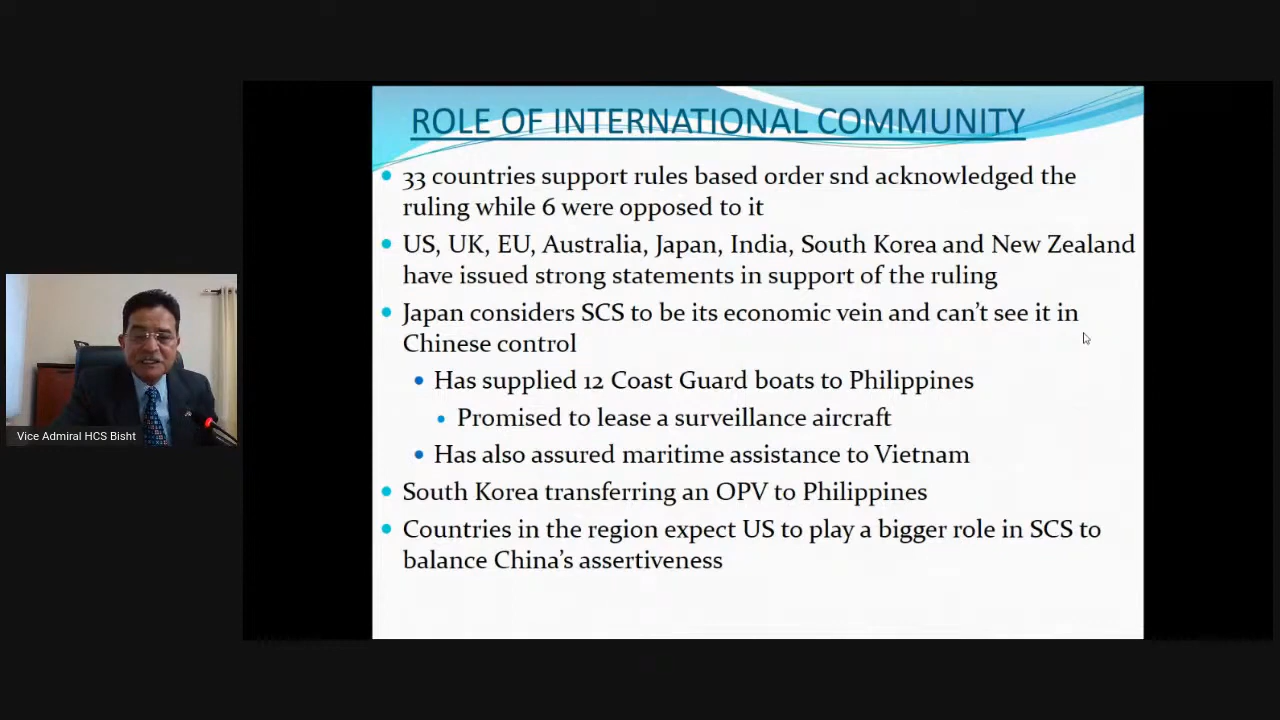 ROLE OF INTERNATIONAL COMMUNITY
33 countries support rules based order snd acknowledged the
ruling while 6 were opposed to it
US, UK, EU, Australia, Japan, India, South Korea and New Zealand
have issued strong statements in support of the ruling
Japan considers SCS to be its economic vein and can't see it in
Chinese control
Has supplied 12 Coast Guard boats to Philippines
Promised to lease a surveillance aircraft
Has also assured maritime assistance to Vietnam
South Korea transferring an OPV to Philippines
Countries in the region expect US to play a bigger role in SCS to
balance China's assertiveness
Vice Admiral HCS Bisht